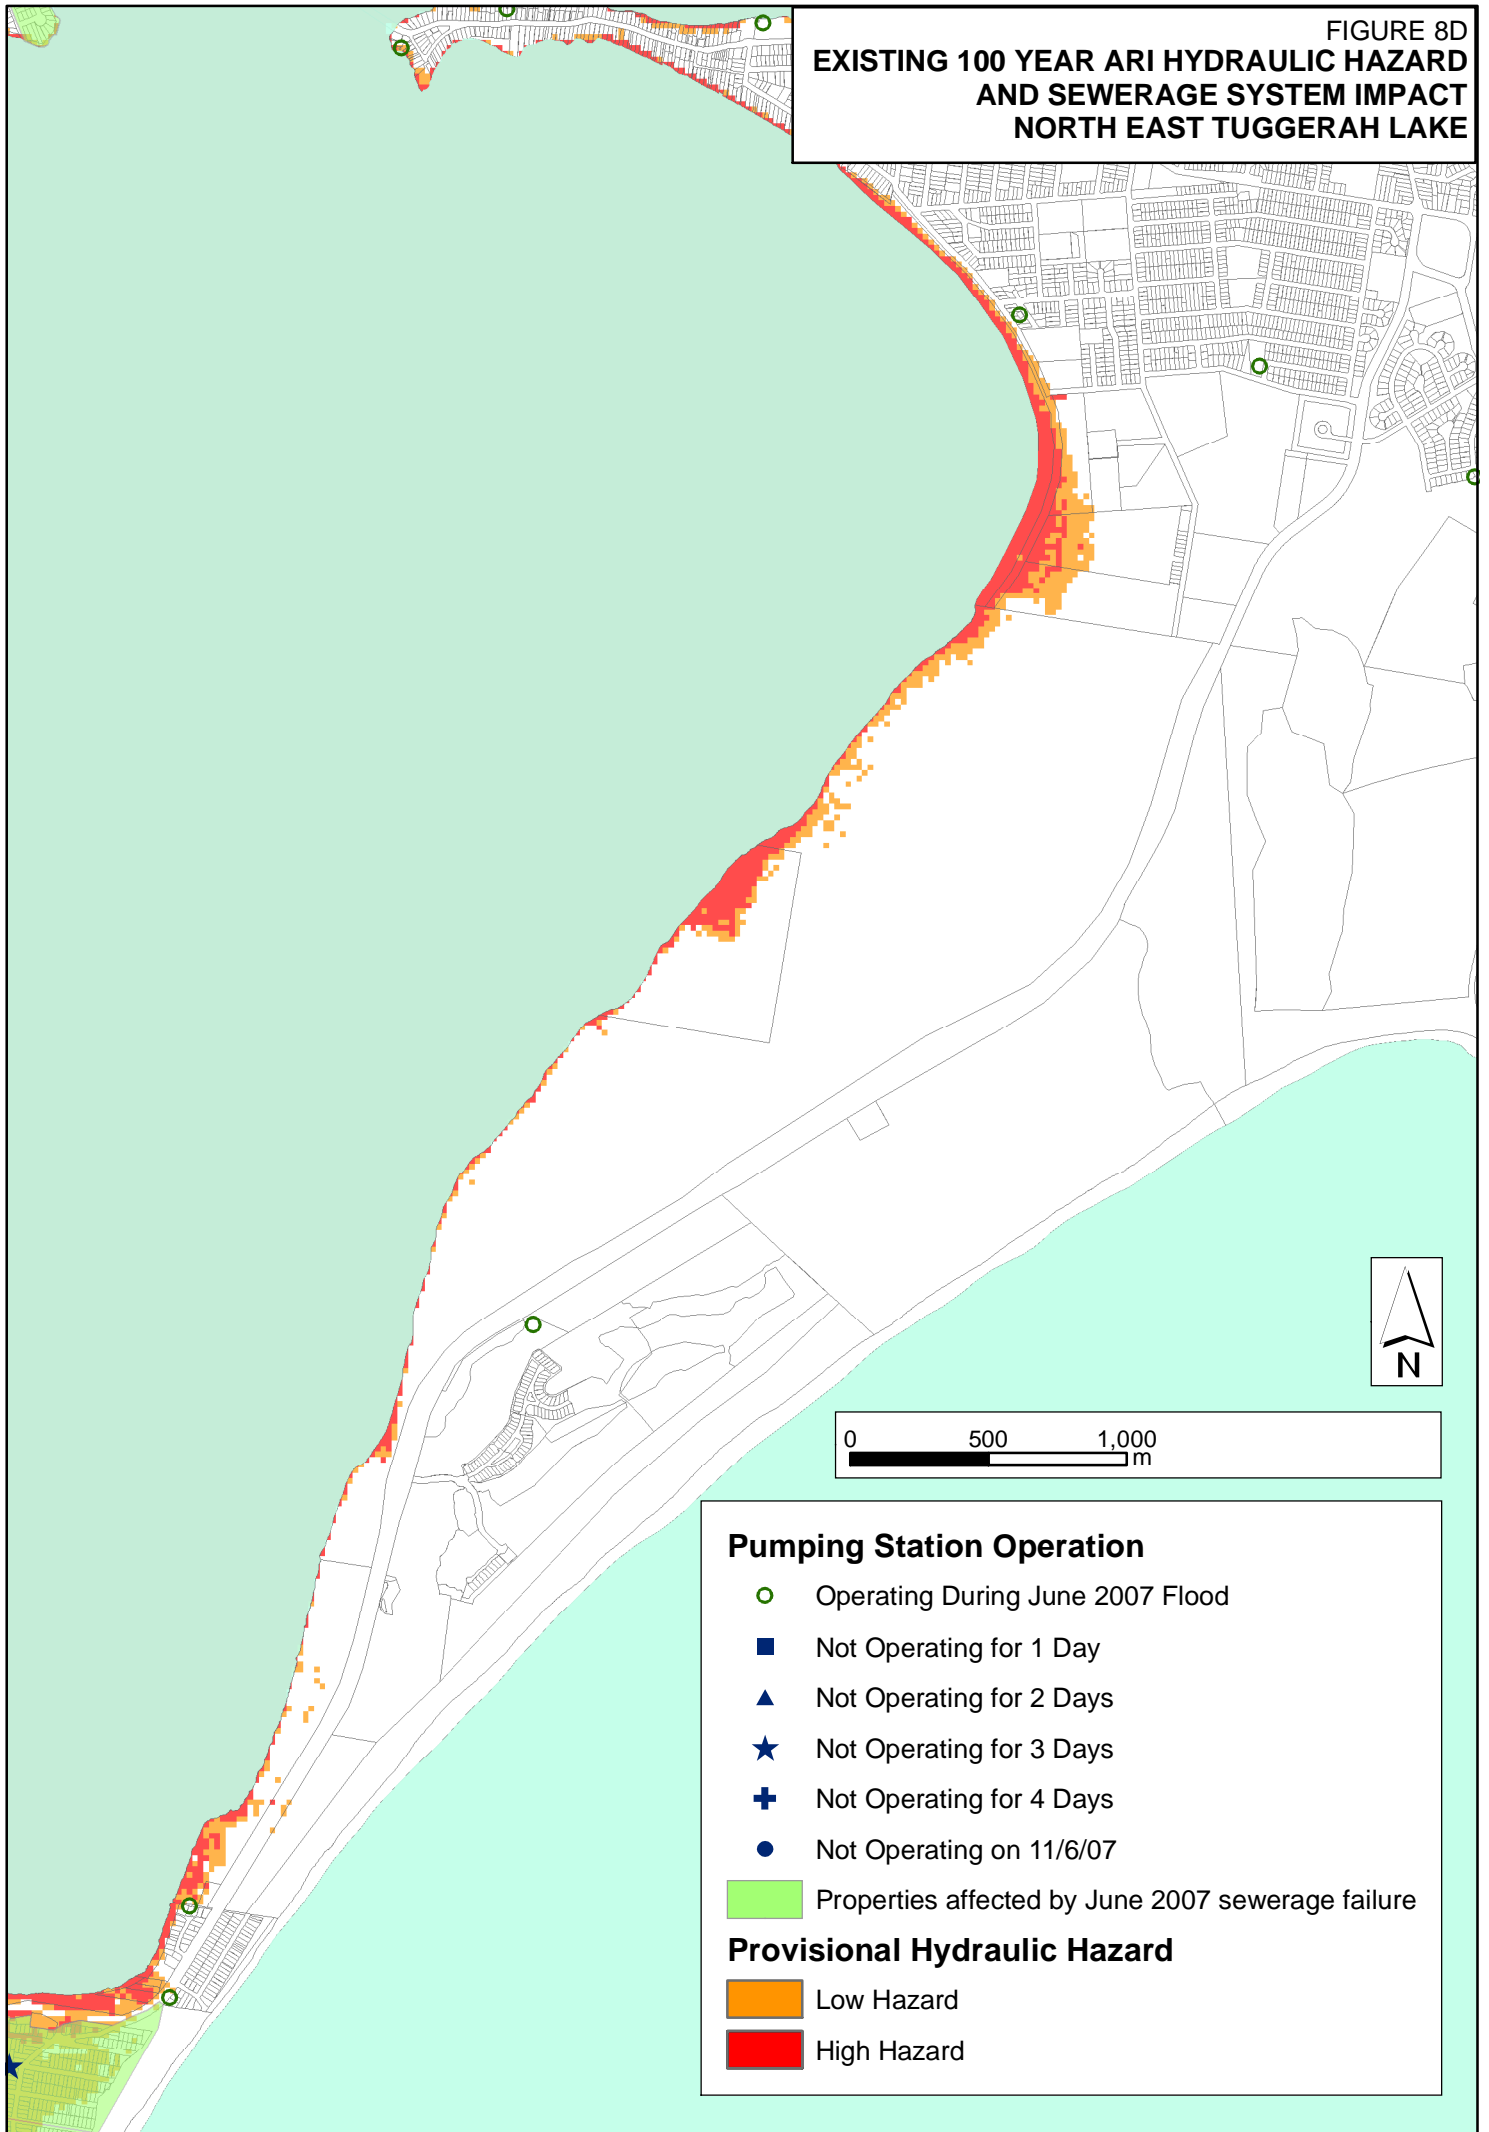 FIGURE 8D
EXISTING 100 YEAR ARI HYDRAULIC HAZARD
AND SEWERAGE SYSTEM IMPACT
NORTH EAST TUGGERAH LAKE
N
0 500 1,000
m
Pumping Station Operation
Operating During June 2007 Flood
Not Operating for 1 Day
Not Operating for 2 Days
Not Operating for 3 Days
Not Operating for 4 Days
Not Operating on 11/6/07
Properties affected by June 2007 sewerage failure
Provisional Hydraulic Hazard
Low Hazard
High Hazard